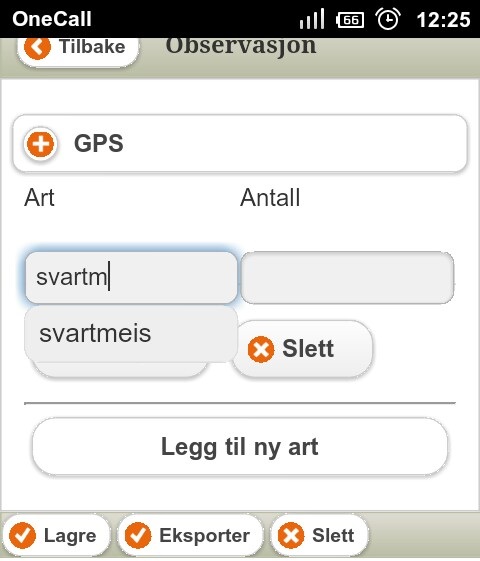 OneCall 66 12:25
Tilbake Observasjon
GPS
Art Antall
svartm
svartmeis Slett
Legg til ny art
Lagre Eksporter Slett